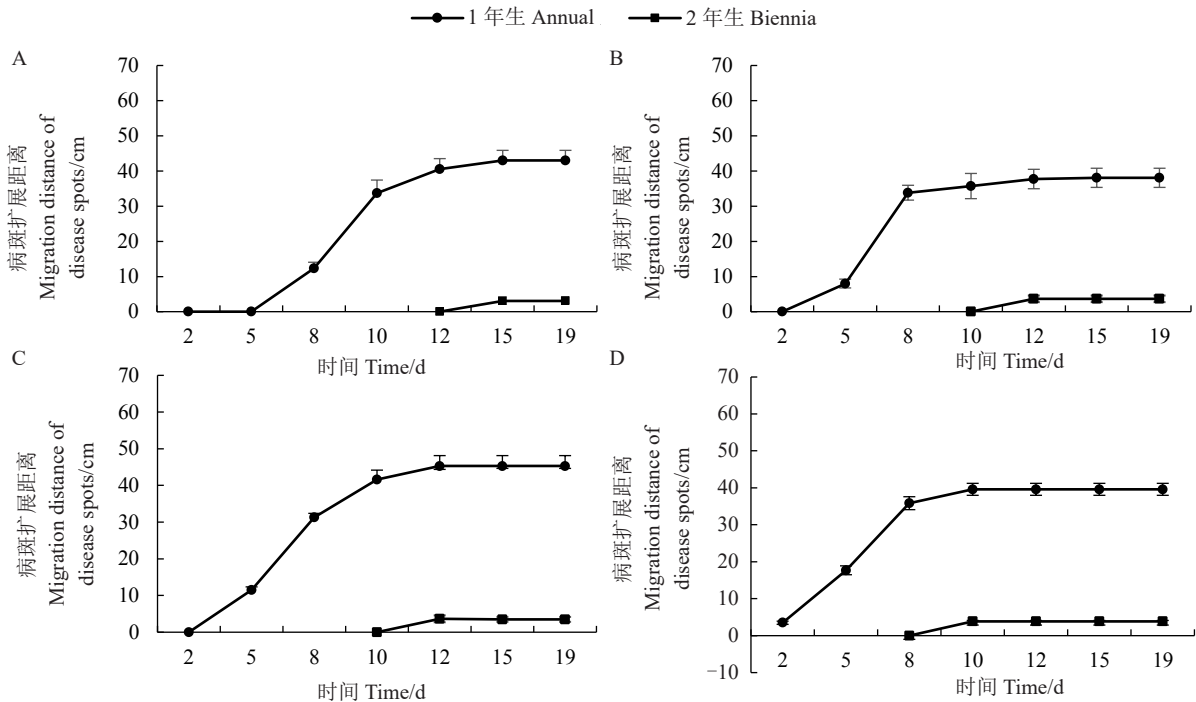 1 年生 Annual
2 年生 Biennia
A
病斑扩展距离
Migration distance of
disease spots/cm
70
60
50
40
30
20
10
0
2 5 8 10 12 15 19
时间 Time/d
B
病斑扩展距离
Migration distance of
disease spots/cm
70
60
50
40
30
20
10
0
2 5 8 10 12 15 19
时间 Time/d
C
病斑扩展距离
Migration distance of
disease spots/cm
70
60
50
40
30
20
10
0
2 5 8 10 12 15 19
时间 Time/d
D
病斑扩展距离
Migration distance of
disease spots/cm
70
60
50
40
30
20
10
0
−10
2 5 8 10 12 15 19
时间 Time/d